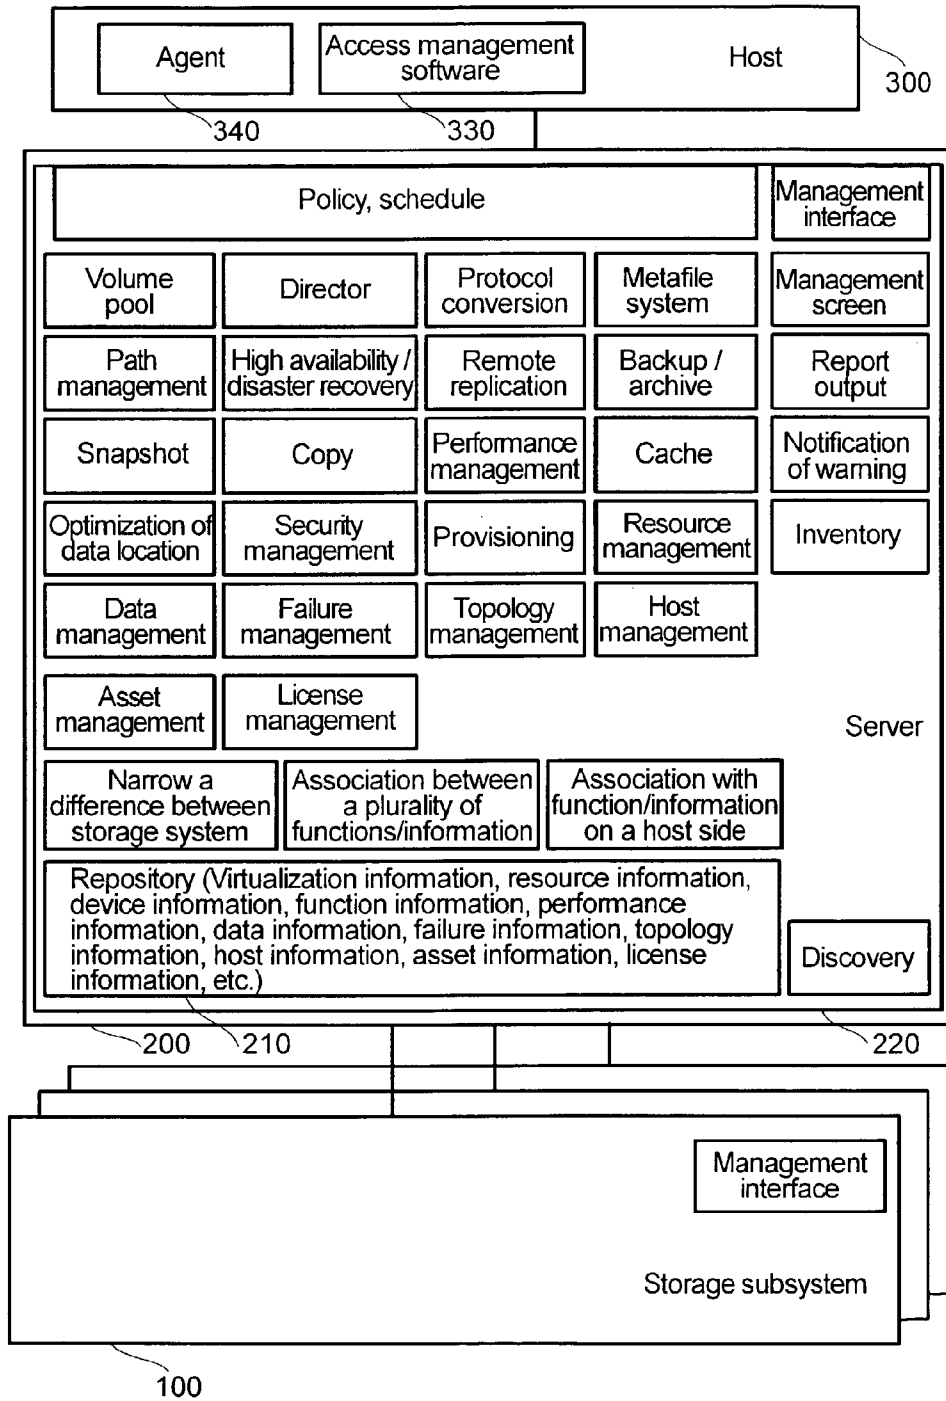 Agent
Access management
software
Host
300
340
330
Policy, schedule
Management
interface
Volume
pool
Director
Protocol
conversion
Metafile
system
Management
screen
Path
management
High availability /
disaster recovery
Remote
replication
Backup /
archive
Report
output
Snapshot
Copy
Performance
management
Cache
Notification
of warning
Optimization of
data location
Security
management
Provisioning
Resource
management
Inventory
Data
management
Failure
management
Topology
management
Host
management
Asset
management
License
management
Server
Narrow a
difference between
storage system
Association between
a plurality of
functions/information
Association with
function/information
on a host side
Repository (Virtualization information, resource information,
device information, function information, performance
information, data information, failure information, topology
information, host information, asset information, license
information, etc.)
Discovery
200
210
220
Management
interface
Storage subsystem
100